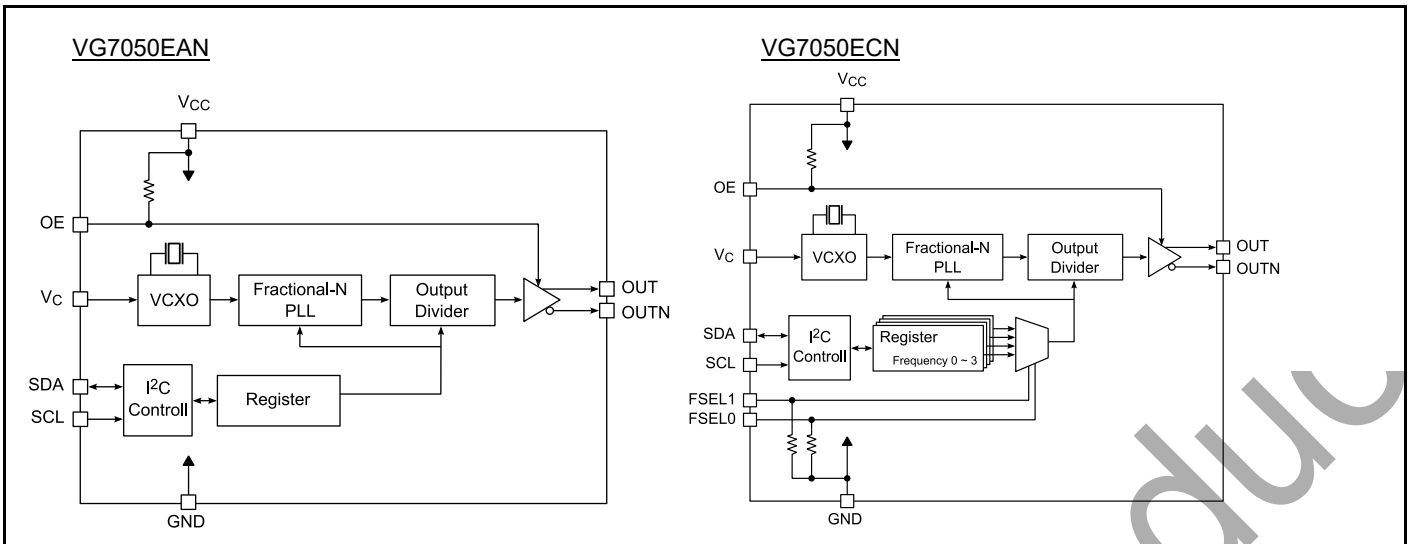 VG7050EAN
VCC
OE
VC
VCXO
Fractional-N
PLL
Output
Divider
OUT
OUTN
SDA
SCL
I2C
Controll
Register
GND
VG7050ECN
VCC
OE
VC
VCXO
Fractional-N
PLL
Output
Divider
OUT
OUTN
SDA
SCL
I2C
Controll
Register
Frequency 0 ~ 3
FSEL1
FSEL0
GND